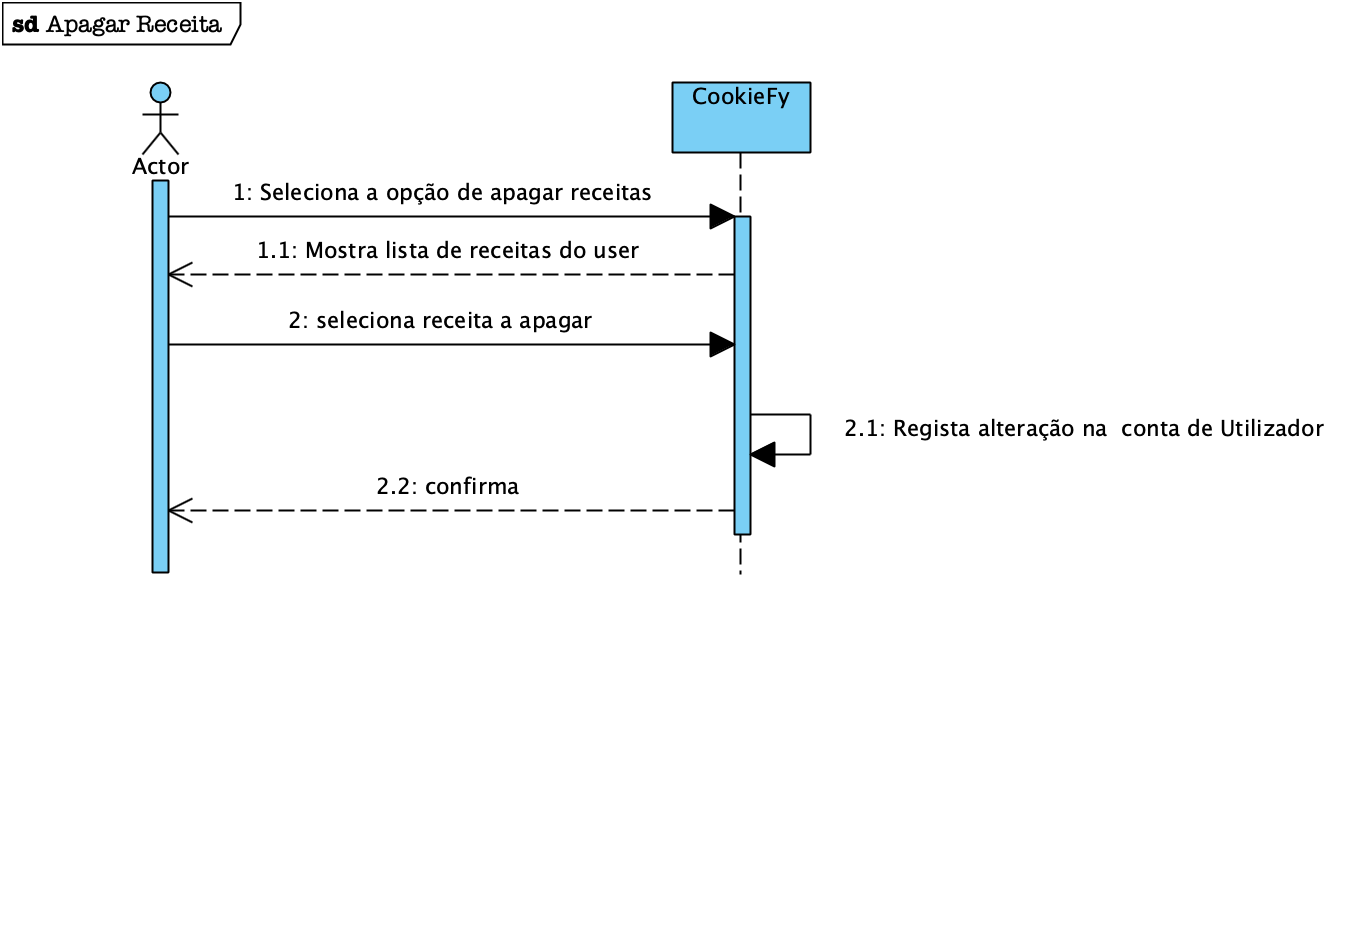 sd Apagar Receita
CookieFy
Actor
1: Seleciona a opção de apagar receitas
1.1: Mostra lista de receitas do user
2: seleciona receita a apagar
2.1: Regista alteração na  conta de Utilizador
2.2: confirma